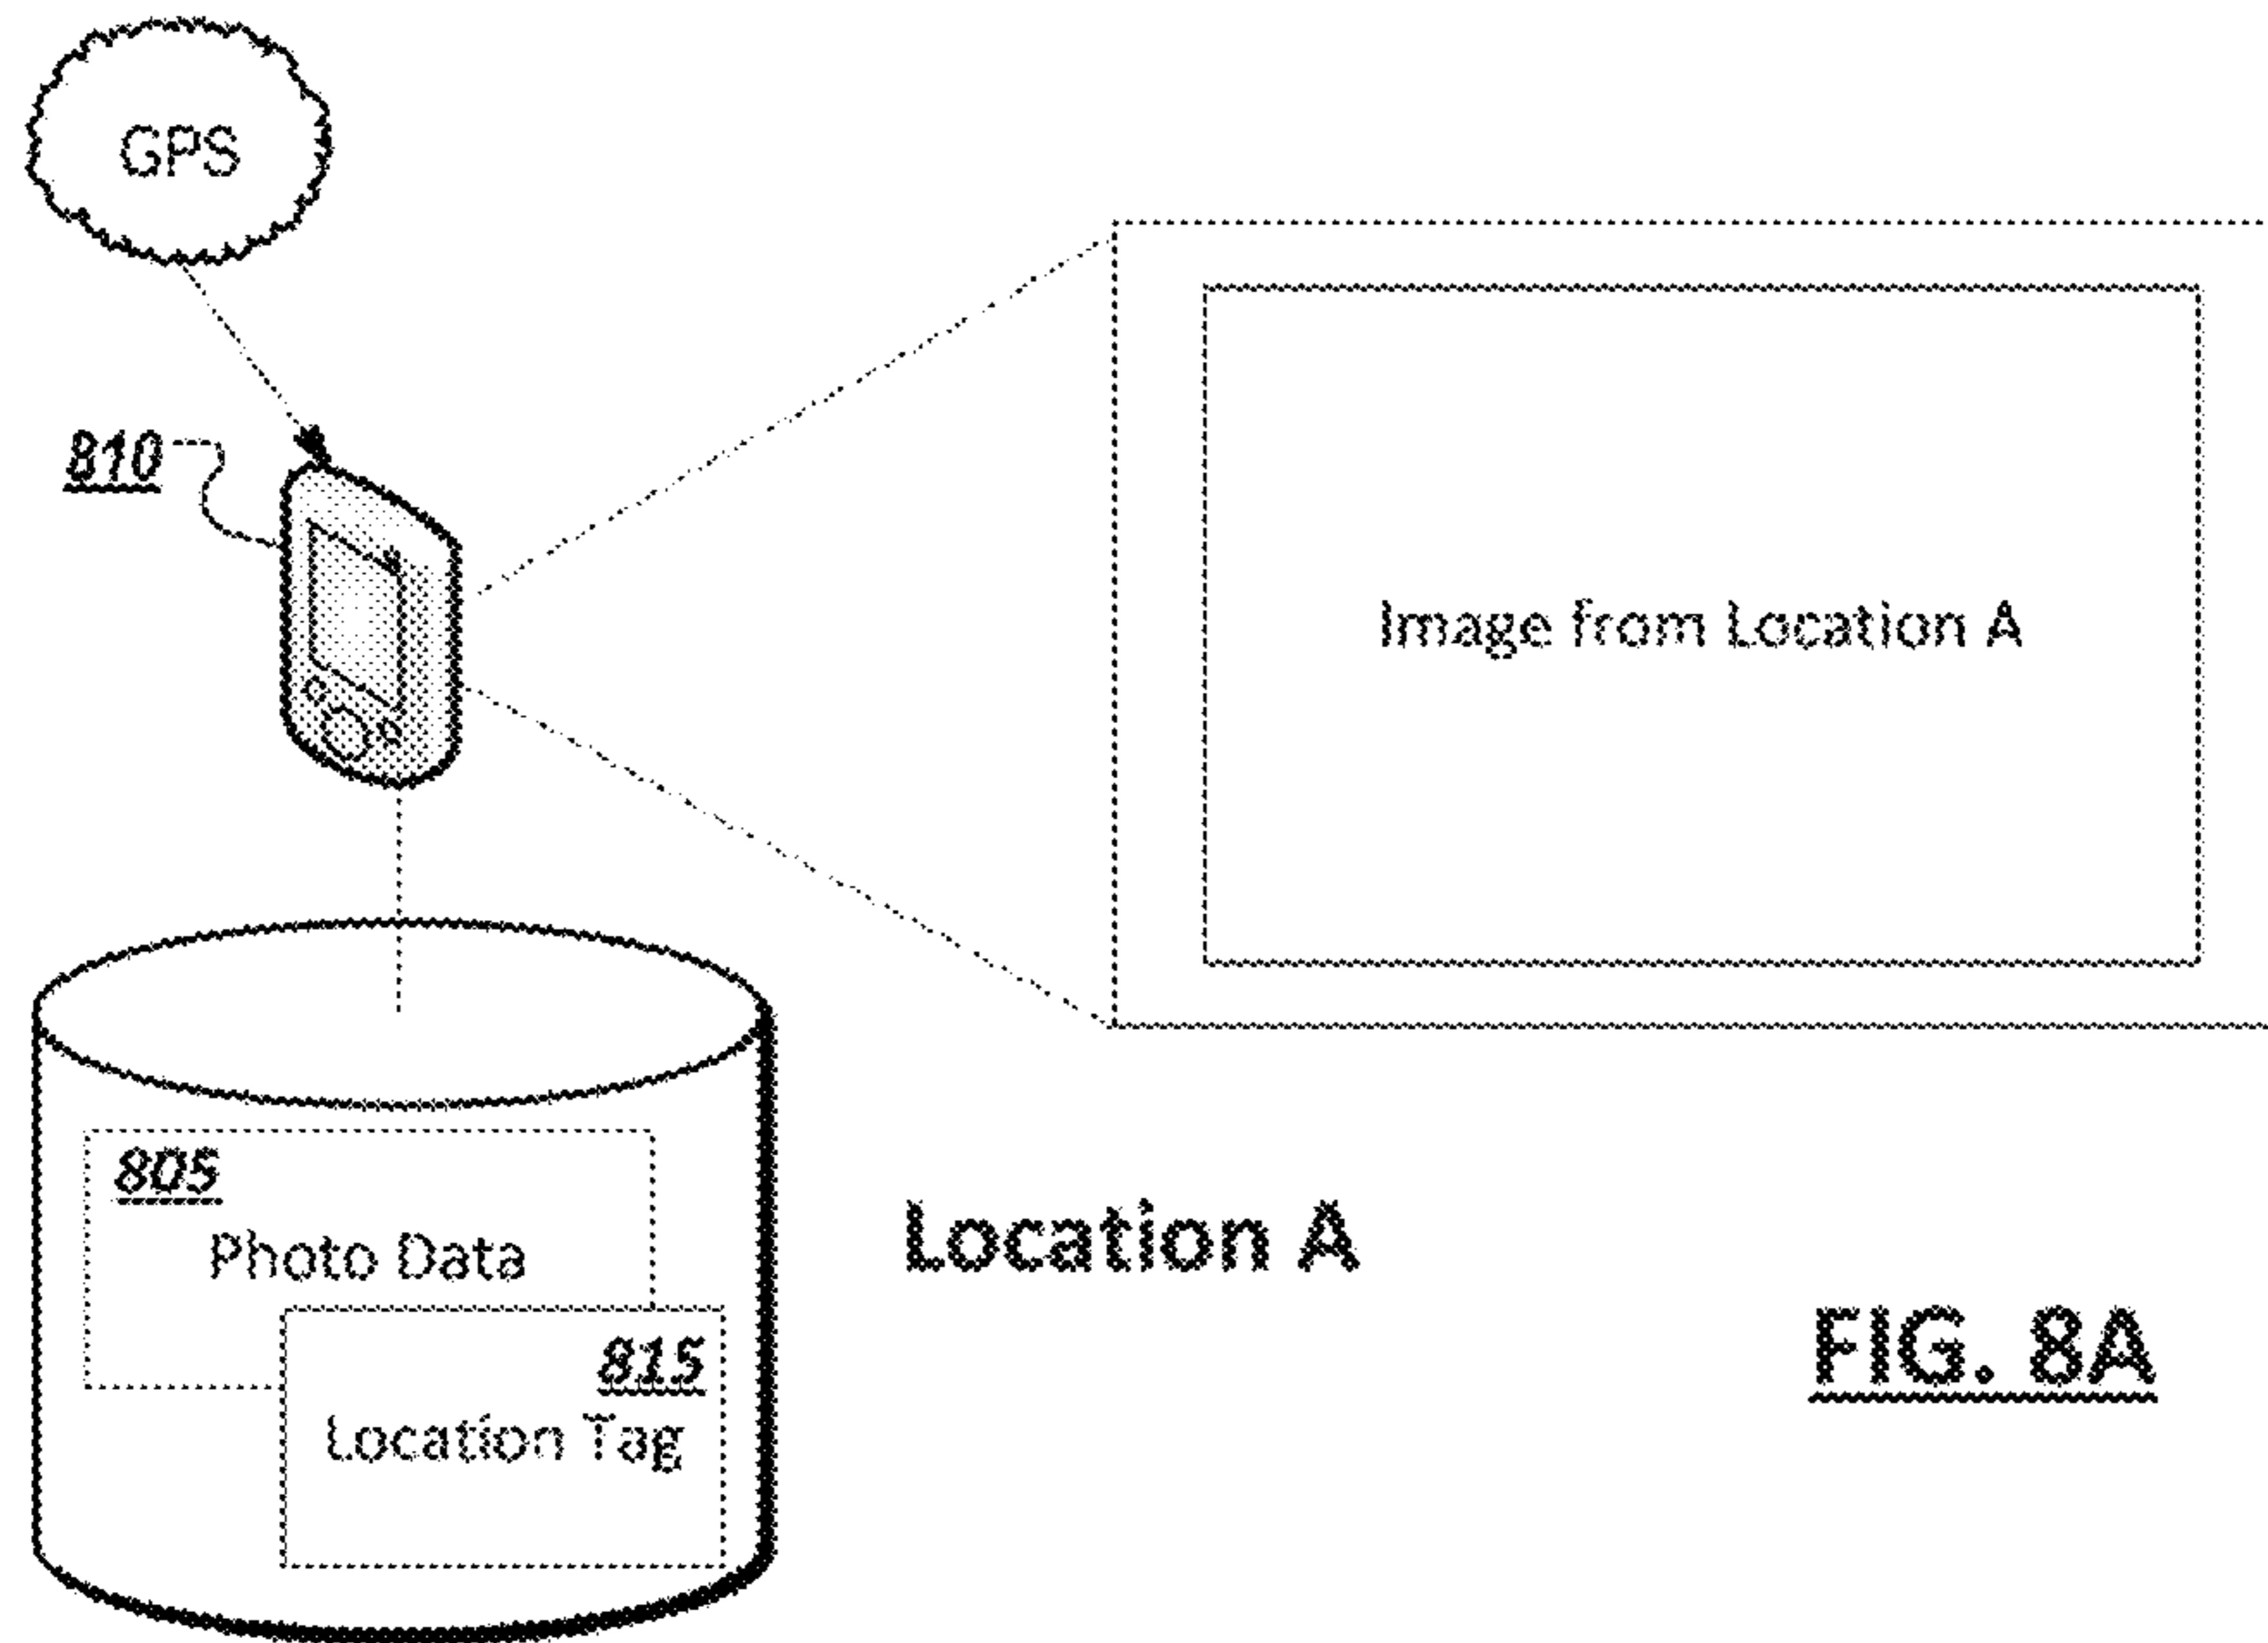 GPS
810
Image from Location A
805
Photo Data
815
Location Tag
Location A
FIG. 8A